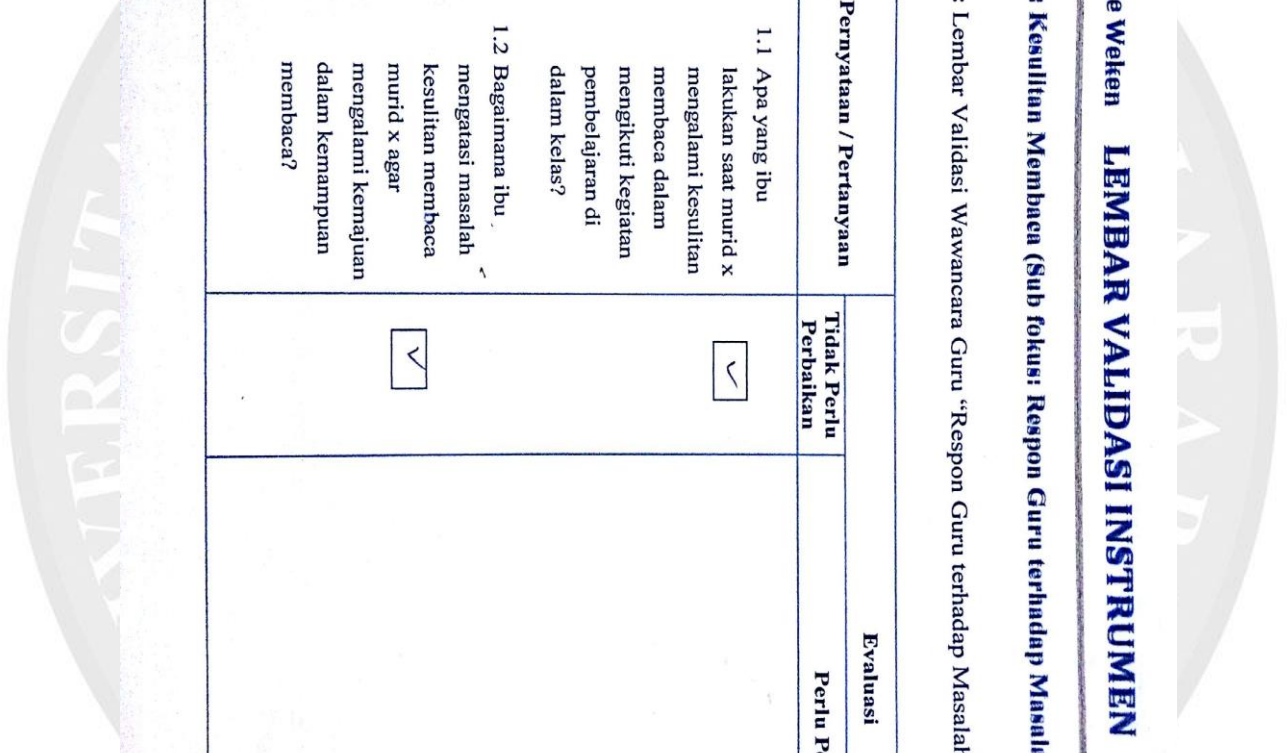 e Weken LEMBAR VALIDASI INSTRUMEN
: Kesulitan Membaca (Sub fokus: Respon Guru terhadap Masala
: Lembar Validasi Wawancara Guru “Respon Guru terhadap Masalah
Evaluasi
Pernyataan / Pertanyaan
Tidak Perlu
Perbaikan
Perlu Pe
1.1 Apa yang ibu
lakukan saat murid x
mengalami kesulitan
membaca dalam
mengikuti kegiatan
pembelajaran di
dalam kelas?
1.2 Bagaimana ibu
mengatasi masalah
kesulitan membaca
murid x agar
mengalami kemajuan
dalam kemampuan
membaca?